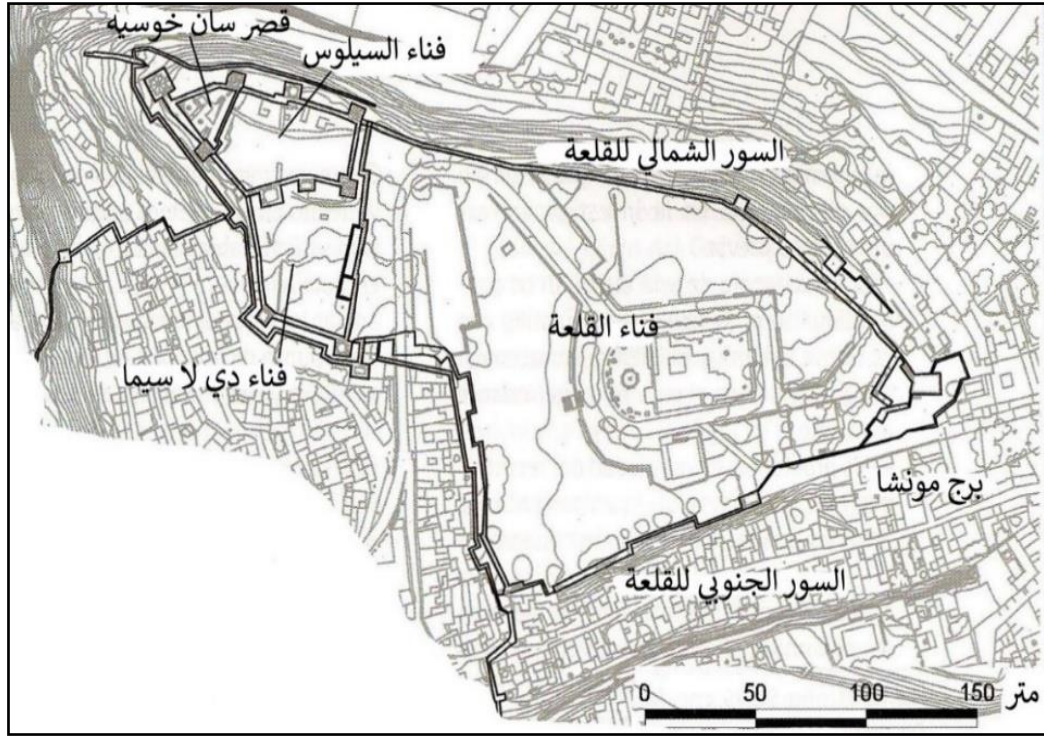 قصر سان خوسيه
فناء السيلوس
السور الشمالي للقلعة
فناء القلعة
فناء دي لا سيما
برج مونشا
السور الجنوبي للقلعة
0 50 100 150 متر